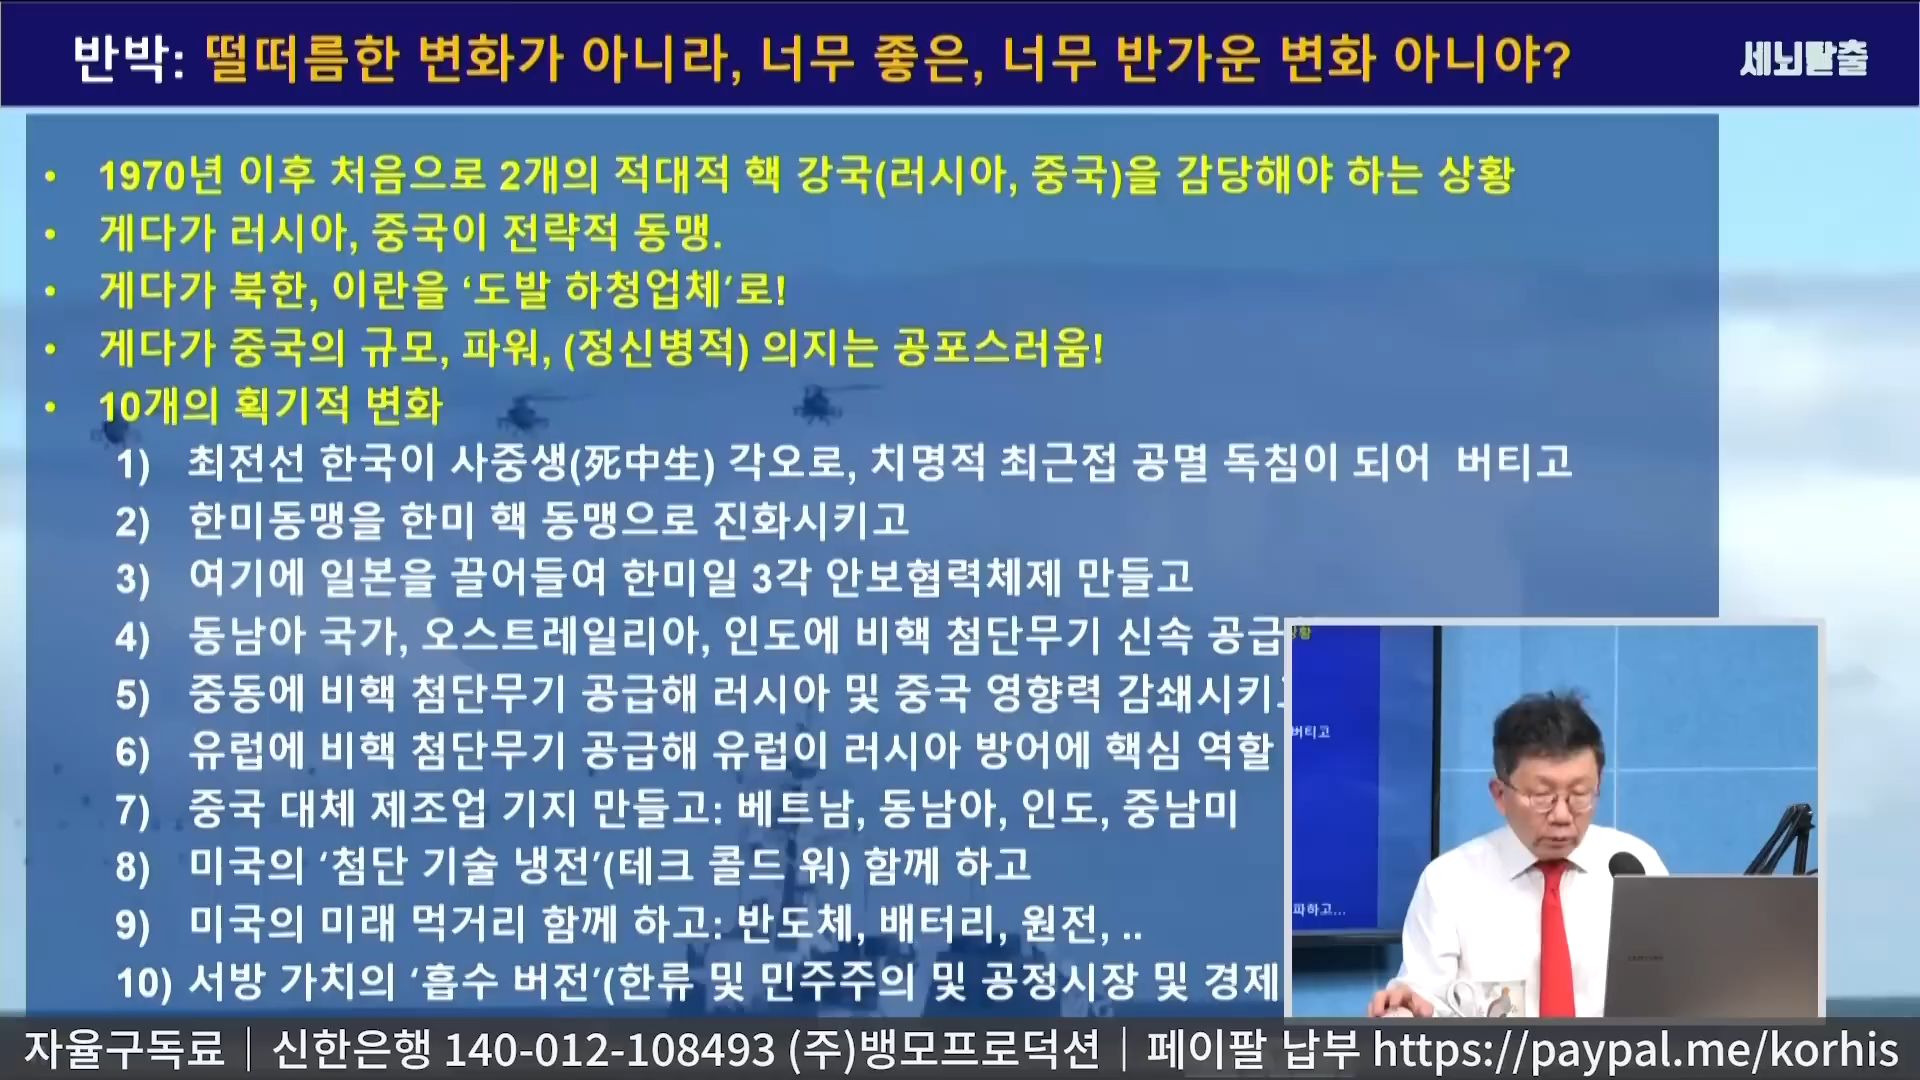 반박: 떨떠름한 변화가 아니라, 너무 좋은, 너무 반가운 변화 아니야?
세뇌탈출
• 1970년 이후 처음으로 2개의 적대적 핵 강국(러시아, 중국)을 감당해야 하는 상황
• 게다가 러시아, 중국이 전략적 동맹.
• 게다가 북한, 이란을 ‘도발 하청업체’로!
• 게다가 중국의 규모, 파워, (정신병적) 의지는 공포스러움!
• 10개의 획기적 변화
1) 최전선 한국이 사중생(死中生) 각오로, 치명적 최근접 공멸 독침이 되어 버티고
2) 한미동맹을 한미 핵 동맹으로 진화시키고
3) 여기에 일본을 끌어들여 한미일 3각 안보협력체제 만들고
4) 동남아 국가, 오스트레일리아, 인도에 비핵 첨단무기 신속 공급
5) 중동에 비핵 첨단무기 공급해 러시아 및 중국 영향력 감쇄시키
6) 유럽에 비핵 첨단무기 공급해 유럽이 러시아 방어에 핵심 역할
7) 중국 대체 제조업 기지 만들고: 베트남, 동남아, 인도, 중남미
8) 미국의 ‘첨단 기술 냉전’(테크 콜드 워) 함께 하고
9) 미국의 미래 먹거리 함께 하고: 반도체, 배터리, 원전, ..
10) 서방 가치의 ‘흡수 버전’(한류 및 민주주의 및 공정시장 및 경제
상황
버티고
파하고...
자율구독료 | 신한은행 140-012-108493 (주)뱅모프로덕션 | 페이팔 납부 https://paypal.me/korhis